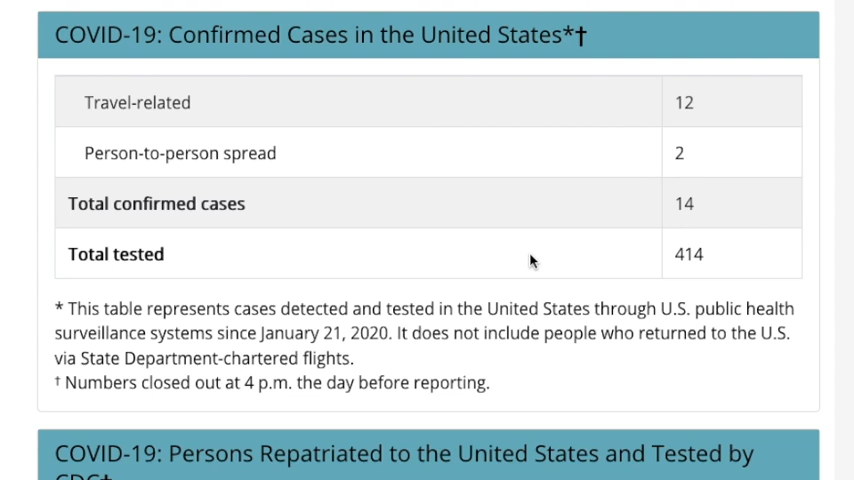 COVID-19: Confirmed Cases in the United States*†
Travel-related 12
Person-to-person spread 2
Total confirmed cases 14
Total tested 414
* This table represents cases detected and tested in the United States through U.S. public health
surveillance systems since January 21, 2020. It does not include people who returned to the U.S.
via State Department-chartered flights.
† Numbers closed out at 4 p.m. the day before reporting.
COVID-19: Persons Repatriated to the United States and Tested by
CDC†